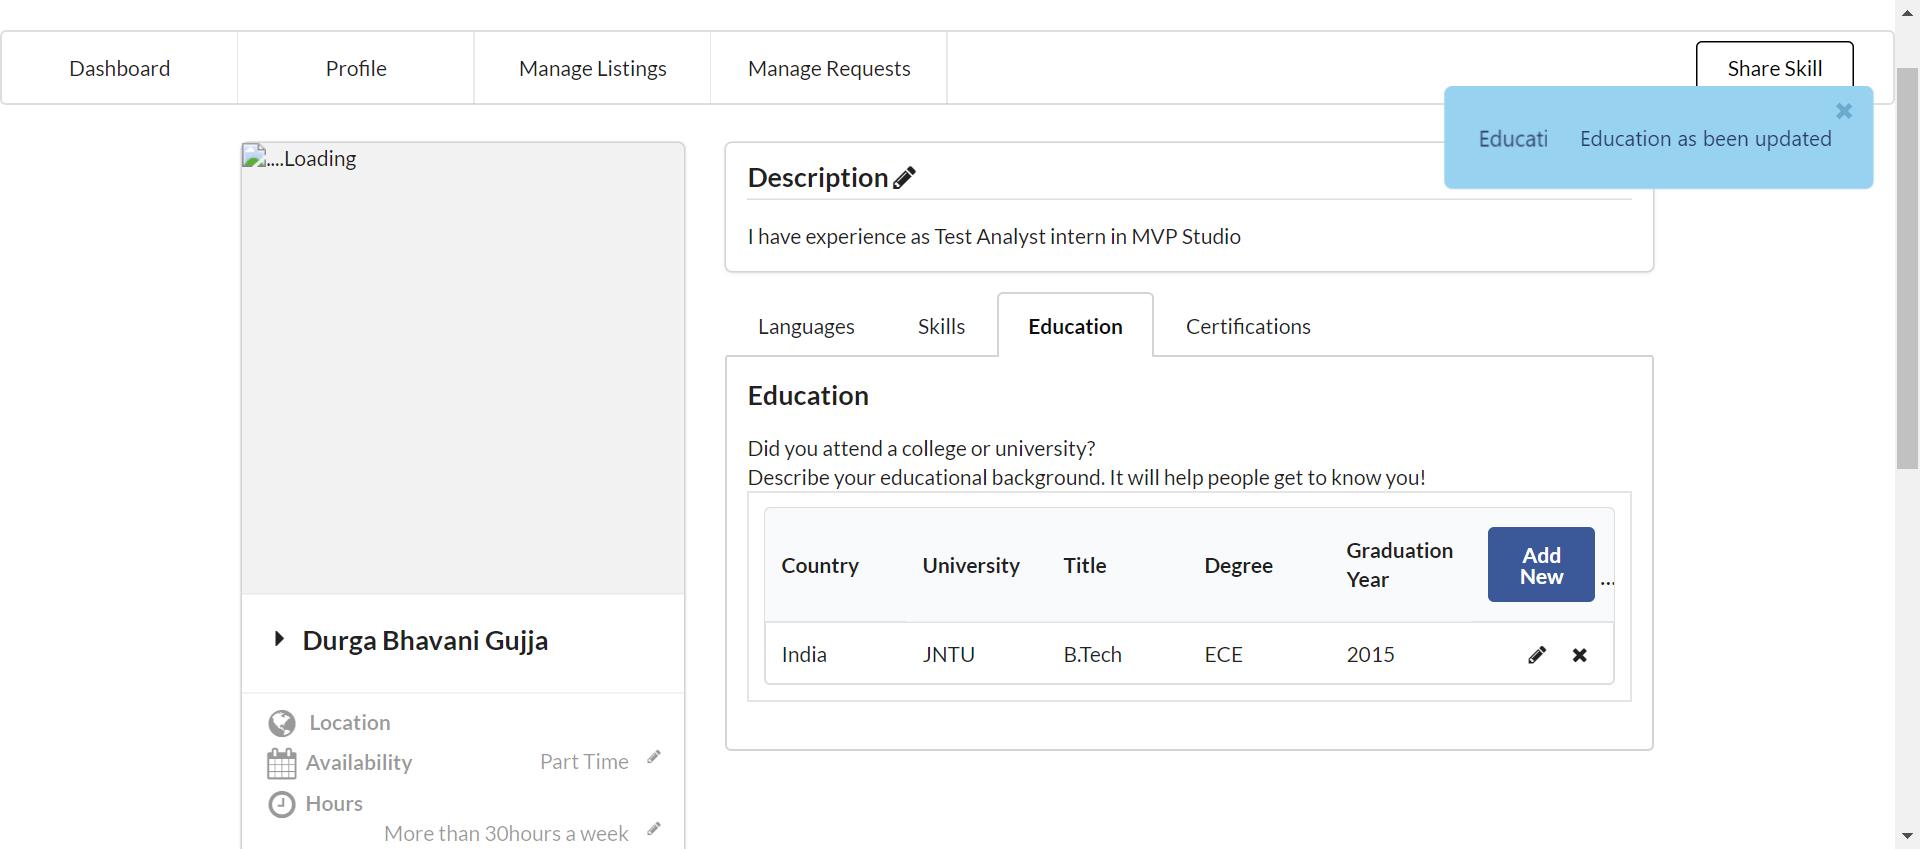 Dashboard Profile Manage Listings Manage Requests Share Skill
Educati Education as been updated
....Loading
Description
I have experience as Test Analyst intern in MVP Studio
Languages Skills Education Certifications
Education
Did you attend a college or university?
Describe your educational background. It will help people get to know you!
Country University Title Degree Graduation Year Add New ...
India JNTU B.Tech ECE 2015
Durga Bhavani Gujja
Location
Availability Part Time
Hours
More than 30hours a week